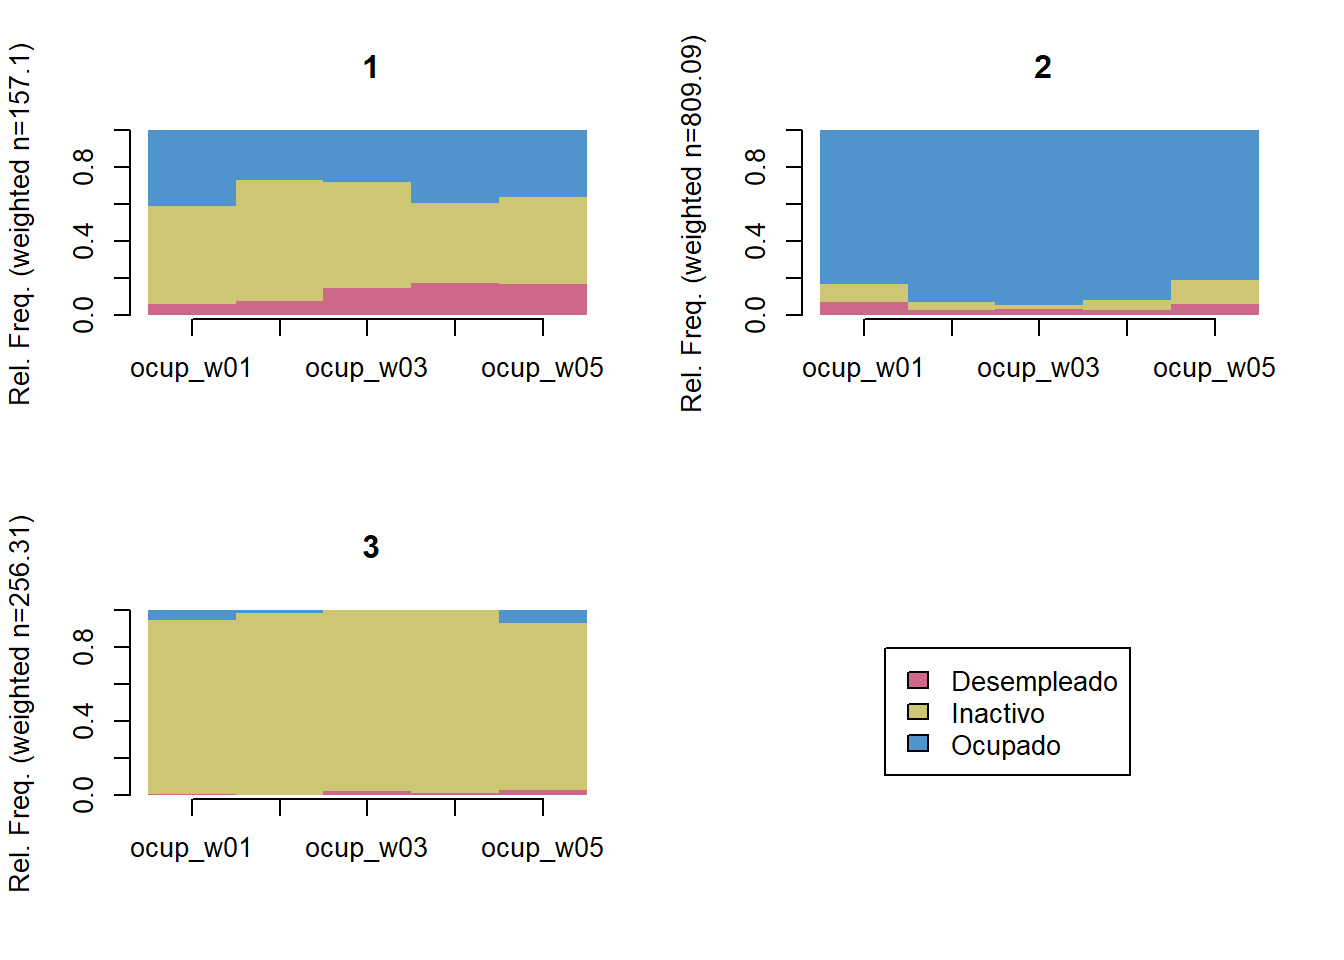 1
Rel. Freq. (weighted n=157.1)
0.8
0.4
0.0
ocup_w01 ocup_w03 ocup_w05
2
Rel. Freq. (weighted n=809.09)
0.8
0.4
0.0
ocup_w01 ocup_w03 ocup_w05
3
Rel. Freq. (weighted n=256.31)
0.8
0.4
0.0
ocup_w01 ocup_w03 ocup_w05
Desempleado
Inactivo
Ocupado